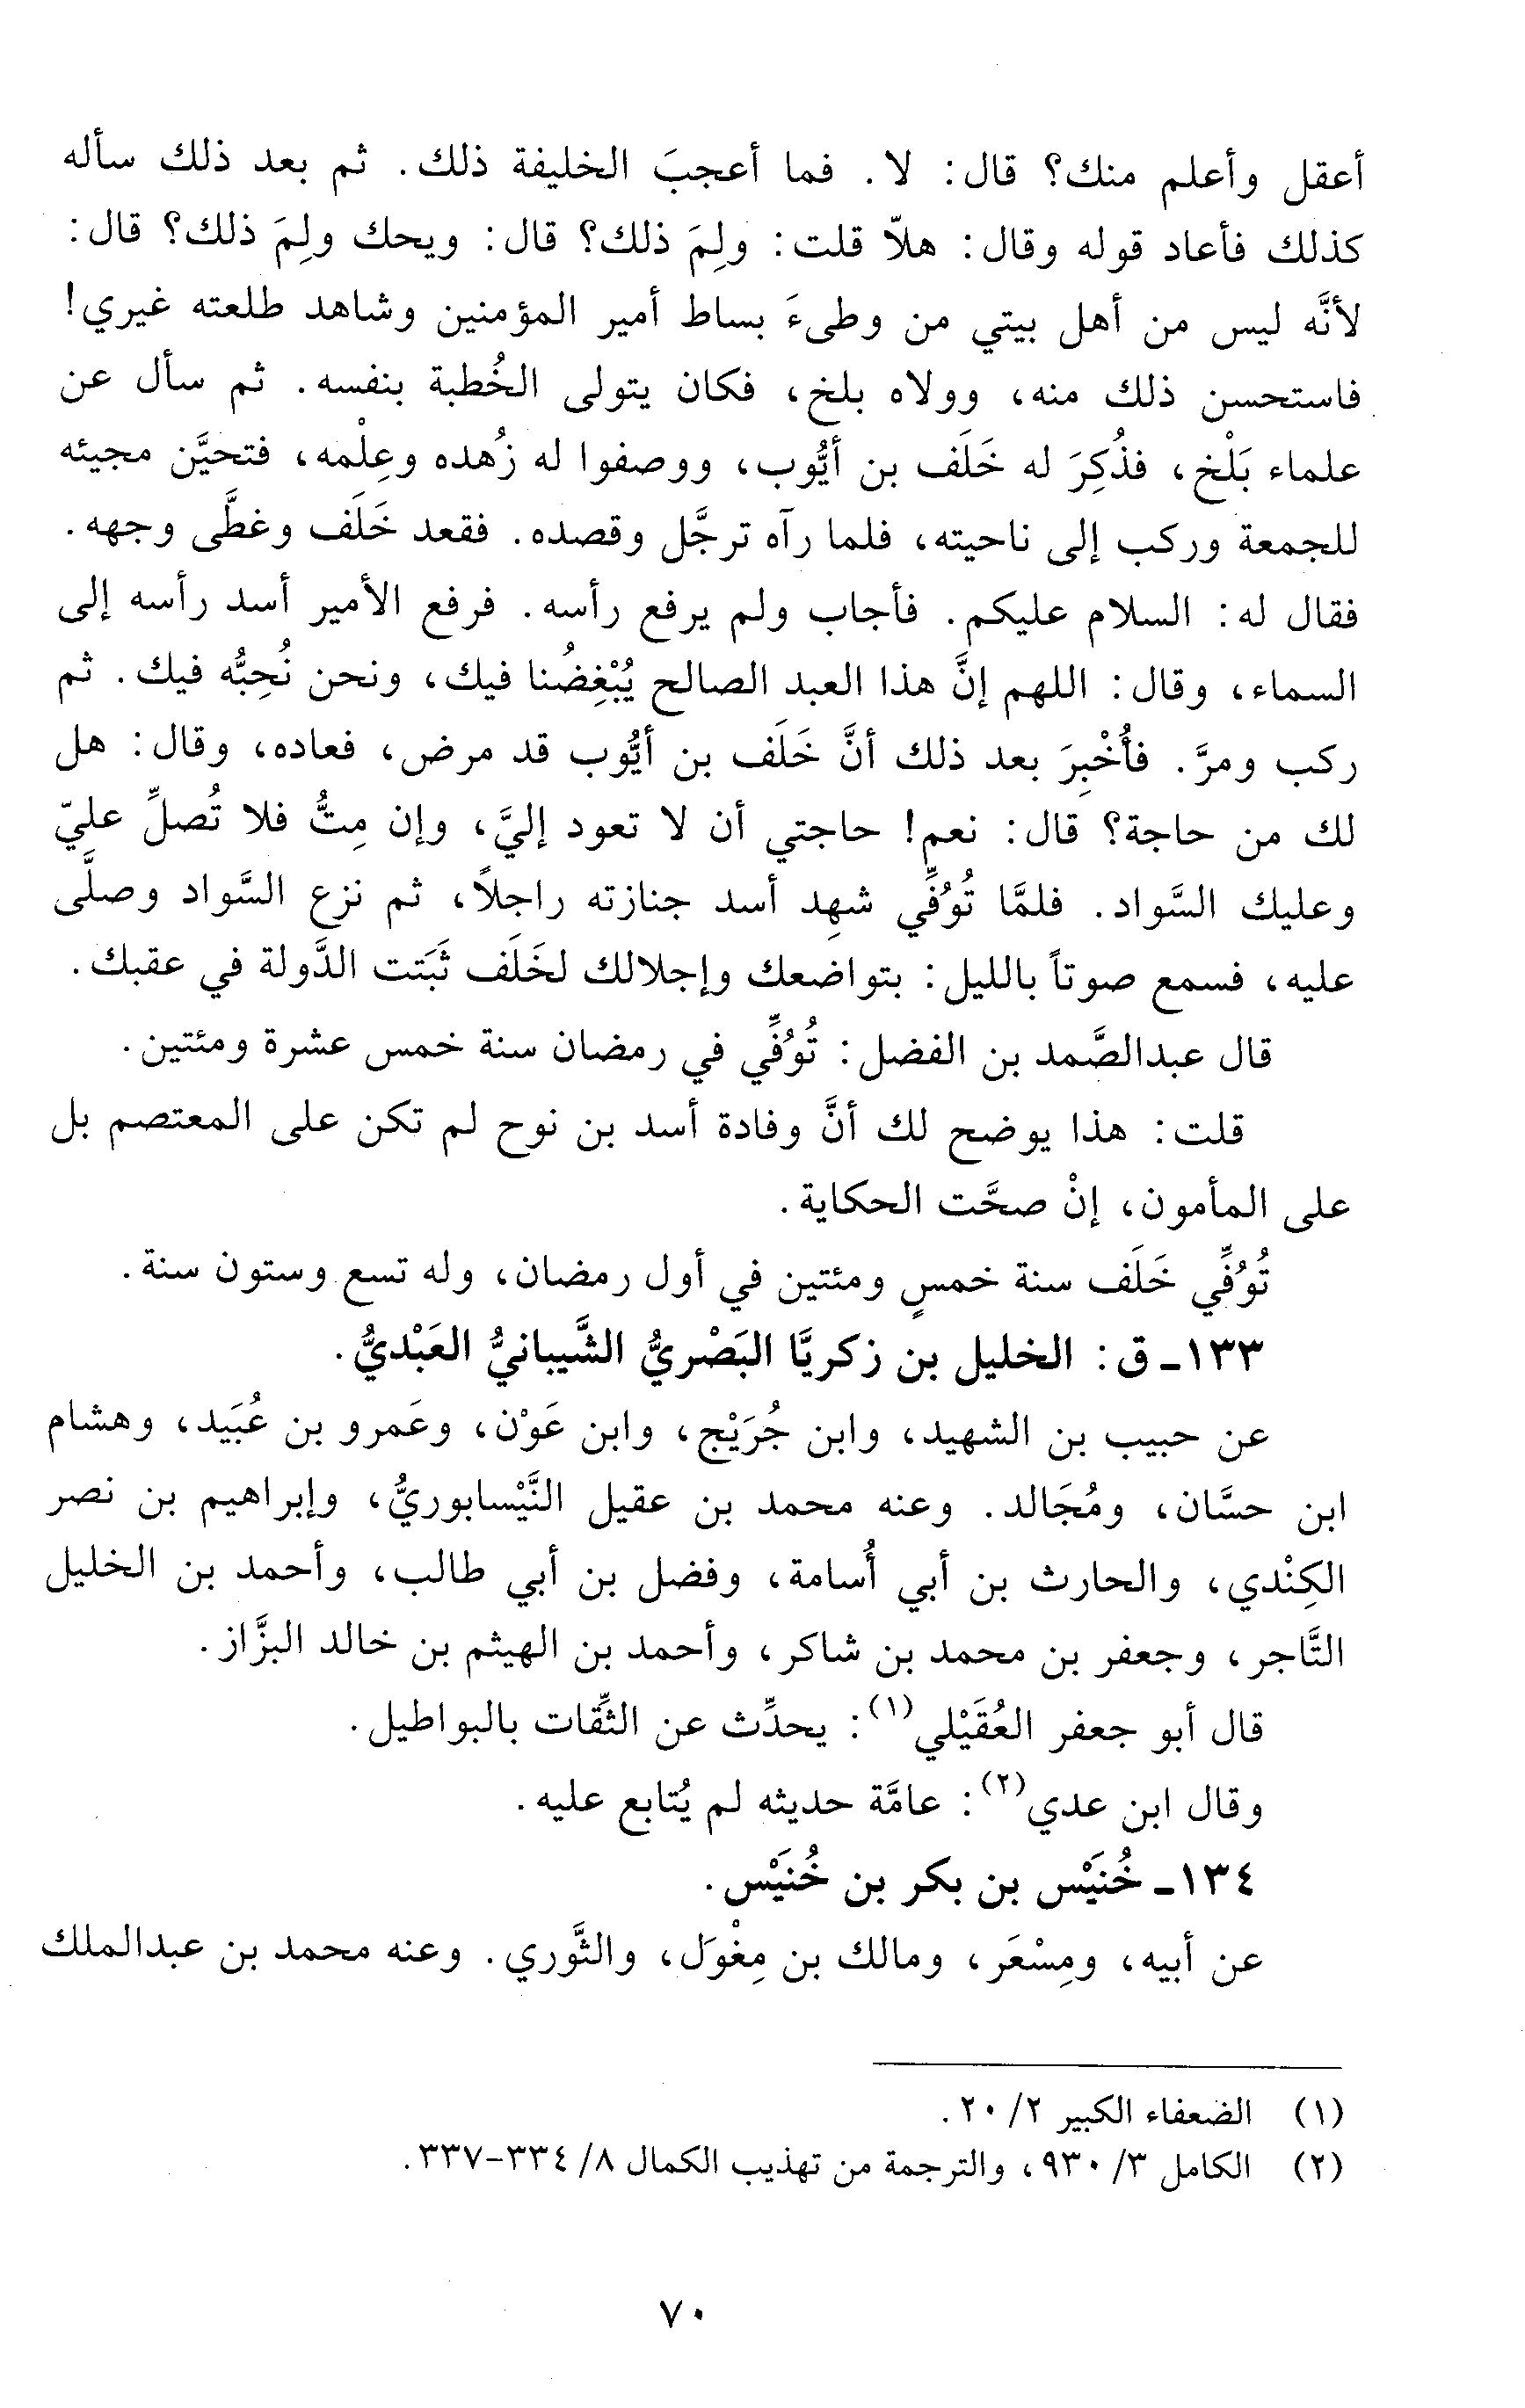 أعقل وأعلم منك؟ قال: لا. فما أعجبَ الخليفة ذلك. ثم بعد ذلك سأله
كذلك فأعاد قوله وقال: هلاّ قلت: ولِمَ ذلك؟ قال: ويحك ولِمَ ذلك؟ قال:
لأنَّه ليس من أهل بيتي من وطىءَ بساط أمير المؤمنين وشاهد طلعته غيري!
فاستحسن ذلك منه، وولاه بلخ، فكان يتولى الخُطبة بنفسه. ثم سأل عن
علماء بَلْخ، فذُكِرَ له خَلَف بن أيُّوب، ووصفوا له زُهده وعِلْمه، فتحيَّن مجيئه
للجمعة وركب إلى ناحيته، فلما رآه ترجَّل وقصده. فقعد خَلَف وغطَّى وجهه.
فقال له: السلام عليكم. فأجاب ولم يرفع رأسه. فرفع الأمير أسد رأسه إلى
السماء، وقال: اللهم إنَّ هذا العبد الصالح يُبْغِضُنا فيك، ونحن نُحِبُّه فيك. ثم
ركب ومرَّ. فأُخْبِرَ بعد ذلك أنَّ خَلَف بن أيُّوب قد مرض، فعاده، وقال: هل
لك من حاجة؟ قال: نعم! حاجتي أن لا تعود إليَّ، وإن مِتُّ فلا تُصلِّ عليّ
وعليك السَّواد. فلمَّا تُوُفِّي شهِد أسد جنازته راجلاً، ثم نزع السَّواد وصلَّى
عليه، فسمع صوتاً بالليل: بتواضعك وإجلالك لخَلَف ثَبَتت الدَّولة في عقبك.
قال عبدالصَّمد بن الفضل: تُوُفِّي في رمضان سنة خمس عشرة ومئتين.
قلت: هذا يوضح لك أنَّ وفادة أسد بن نوح لم تكن على المعتصم بل
على المأمون، إنْ صحَّت الحكاية.
تُوُفِّي خَلَف سنة خمسٍ ومئتين في أول رمضان، وله تسع وستون سنة.
١٣٣ـ ق: الخليل بن زكريَّا البَصْريُّ الشَّيبانيُّ العَبْديُّ.
عن حبيب بن الشهيد، وابن جُرَيْج، وابن عَوْن، وعَمرو بن عُبَيد، وهشام
ابن حسَّان، ومُجَالد. وعنه محمد بن عقيل النَّيْسابوريُّ، وإبراهيم بن نصر
الكِنْدي، والحارث بن أبي أُسامة، وفضل بن أبي طالب، وأحمد بن الخليل
التَّاجر، وجعفر بن محمد بن شاكر، وأحمد بن الهيثم بن خالد البزَّاز.
قال أبو جعفر العُقَيْلي(١): يحدِّث عن الثِّقات بالبواطيل.
وقال ابن عدي(٢): عامَّة حديثه لم يُتابع عليه.
١٣٤ـ خُنَيْس بن بكر بن خُنَيْس.
عن أبيه، ومِسْعَر، ومالك بن مِغْوَل، والثَّوري. وعنه محمد بن عبدالملك
(١) الضعفاء الكبير ٢/ ٢٠.
(٢) الكامل ٣/ ٩٣٠، والترجمة من تهذيب الكمال ٨/ ٣٣٤-٣٣٧.
٧٠